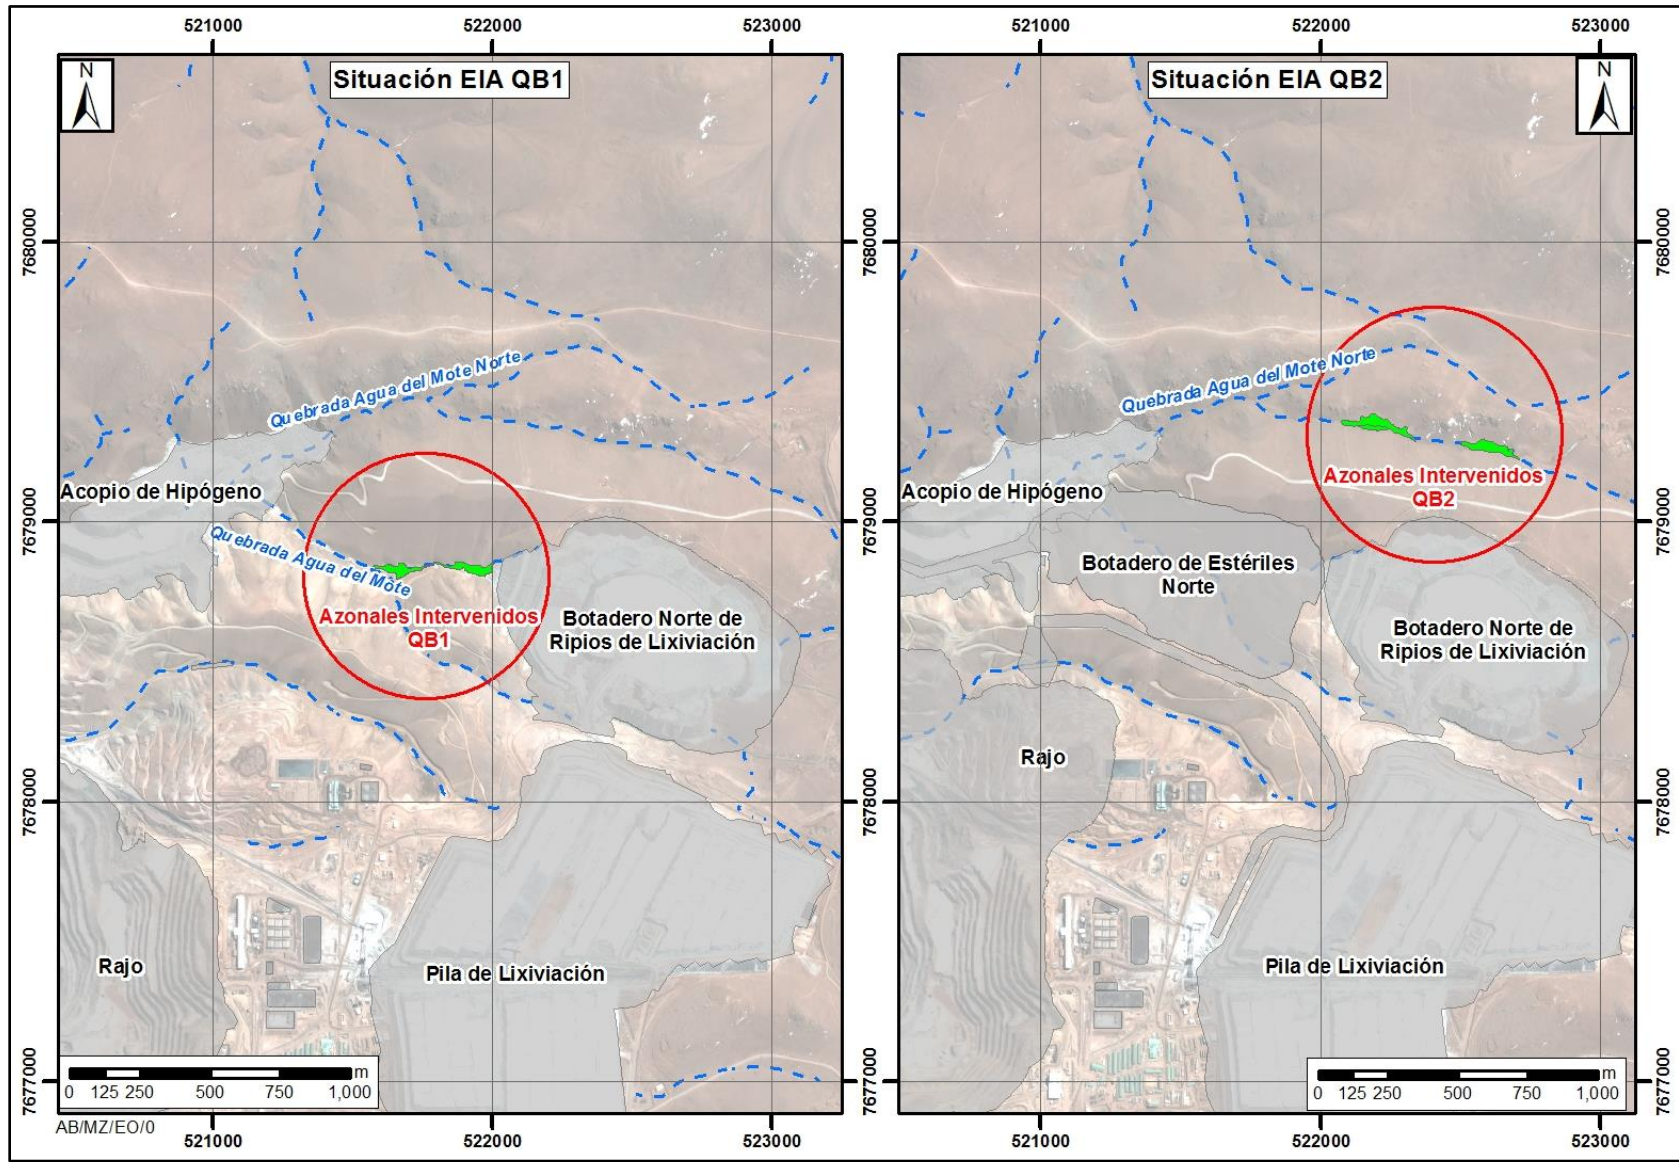 521000
522000
523000
521000
522000
523000
Situación EIA QB1
Situación EIA QB2
N
N
7680000
7680000
7680000
7679000
7679000
7679000
7678000
7678000
7678000
7677000
7677000
7677000
Quebrada Agua del Mote Norte
Acopio de Hipógeno
Quebrada Agua del Mote
Azonales Intervenidos
QB1
Botadero Norte de
Ripios de Lixiviación
Rajo
Pila de Lixiviación
0 125 250 500 750 1,000 m
AB/MZ/EO/0
Quebrada Agua del Mote Norte
Azonales Intervenidos
QB2
Acopio de Hipógeno
Botadero de Estériles
Norte
Botadero Norte de
Ripios de Lixiviación
Rajo
Pila de Lixiviación
0 125 250 500 750 1,000 m
521000
522000
523000
521000
522000
523000